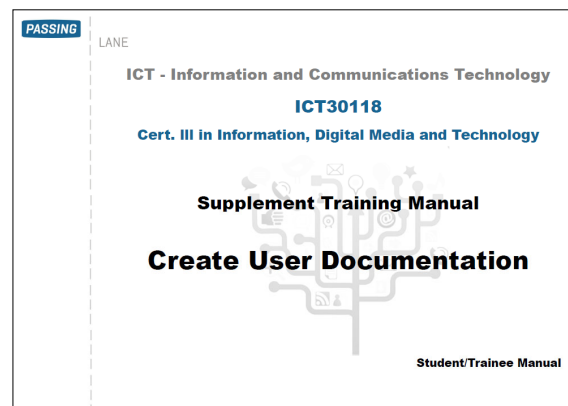 PASSING
LANE
ICT - Information and Communications Technology
ICT30118
Cert. III in Information, Digital Media and Technology
Supplement Training Manual
Create User Documentation
Student/Trainee Manual